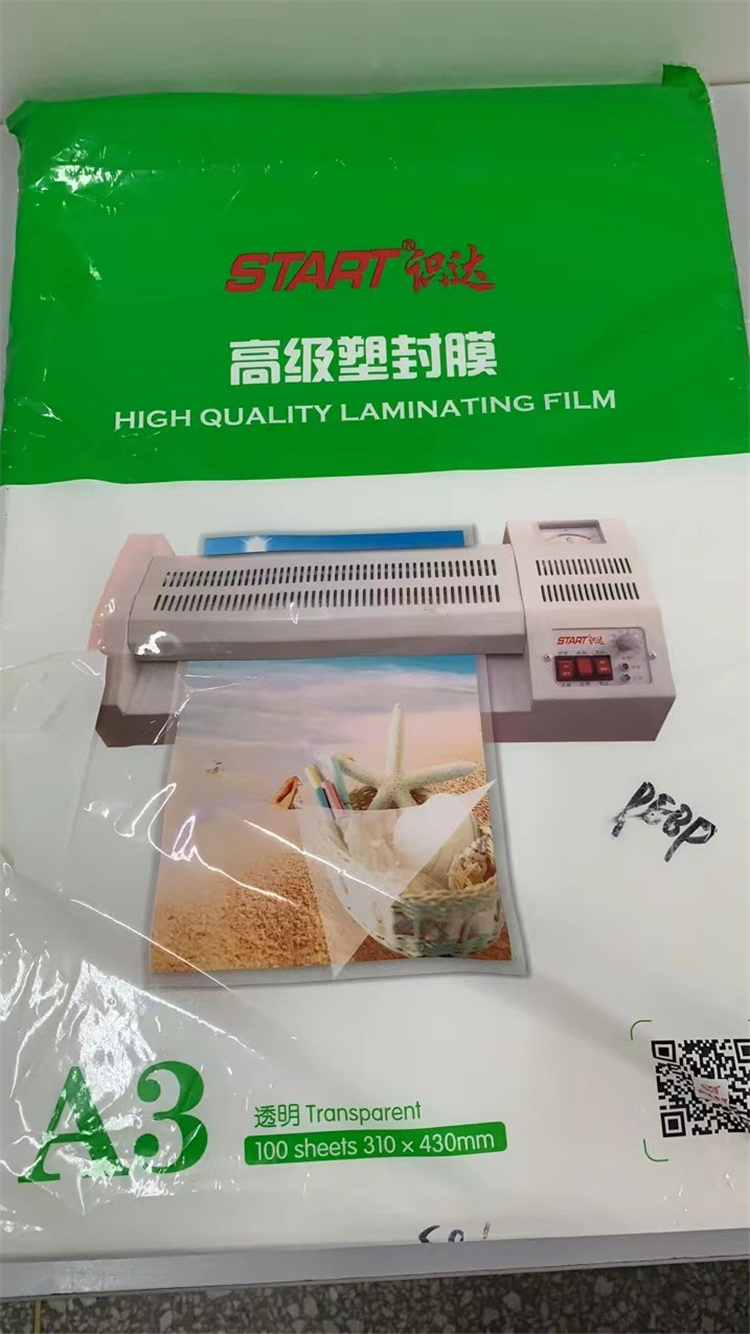 START® 识达
高级塑封膜
HIGH QUALITY LAMINATING FILM
START 识达
A3
透明 Transparent
100 sheets 310 × 430mm